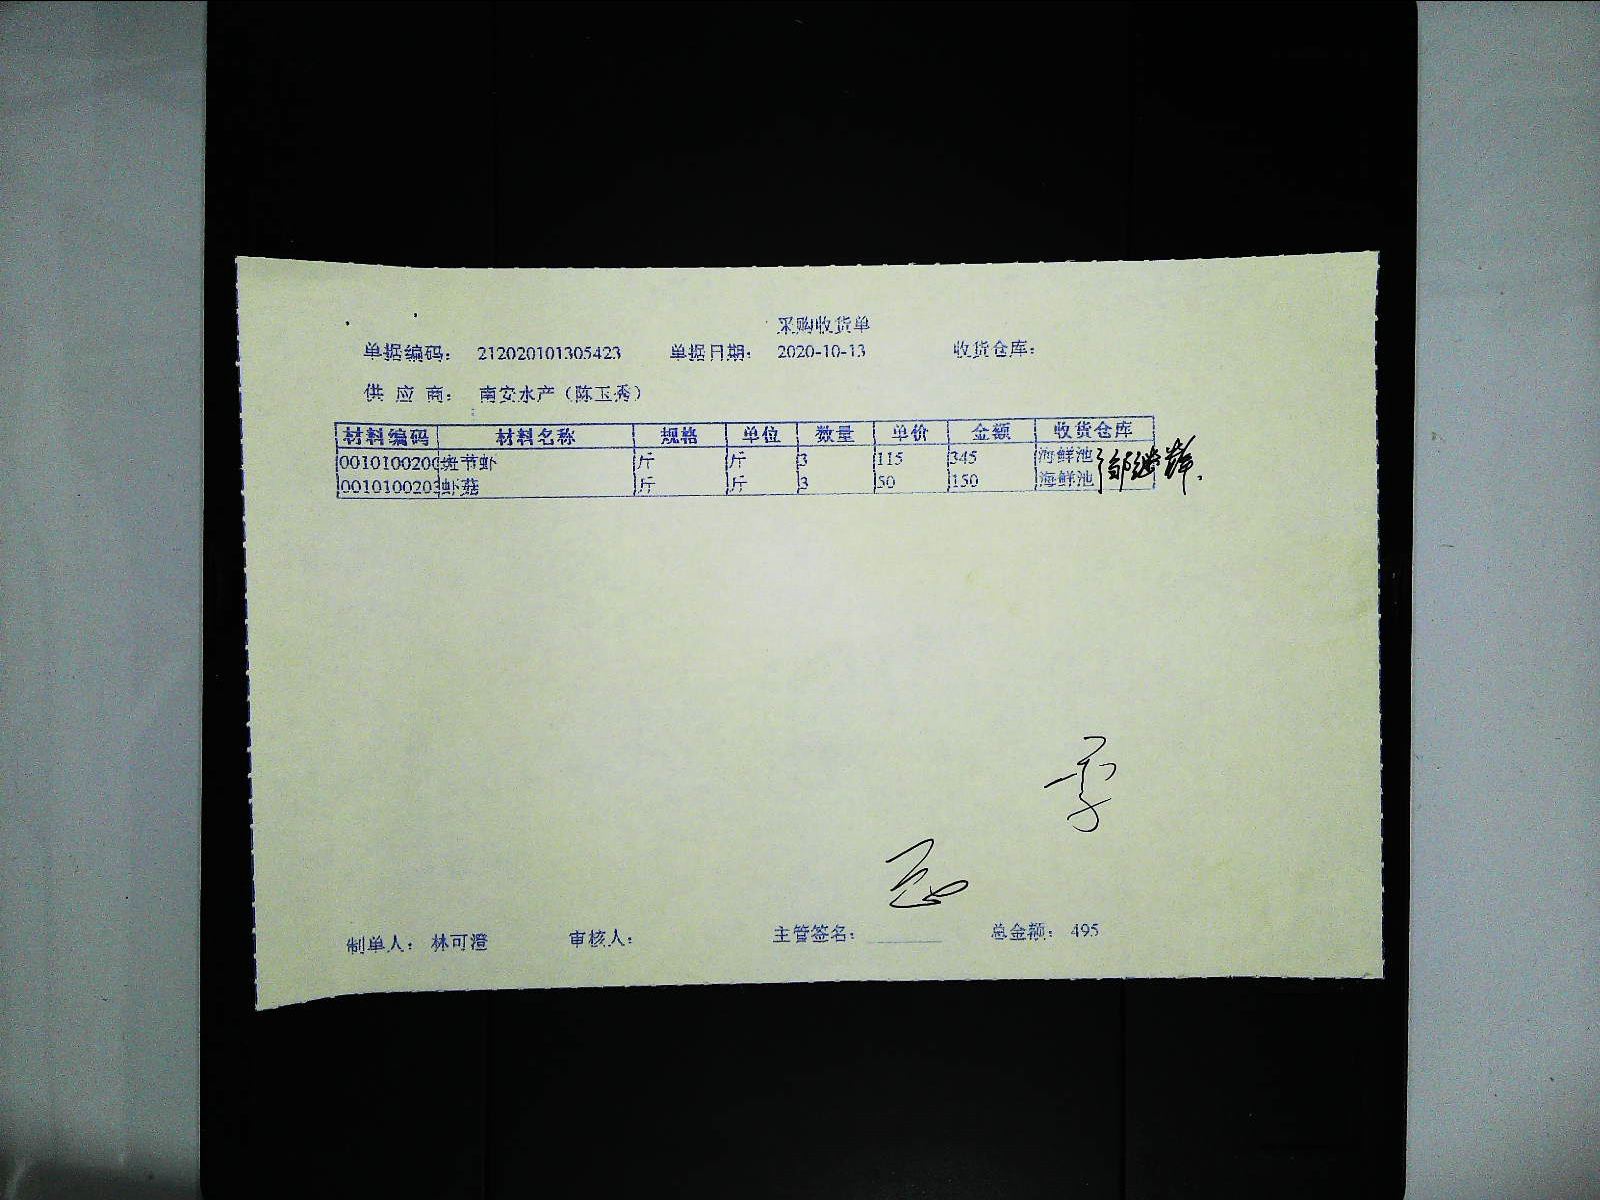 采购收货单
单据编码： 212020101305423 单据日期： 2020-10-13 收货仓库：
供 应 商： 南安水产（陈玉秀）
材料编码 材料名称 规格 单位 数量 单价 金额 收货仓库
0010100200 斑节虾 斤 斤 3 115 345 海鲜池
0010100203 虾菇 斤 斤 3 50 150 海鲜池
制单人： 林可澄 审核人： 主管签名： 总金额： 495